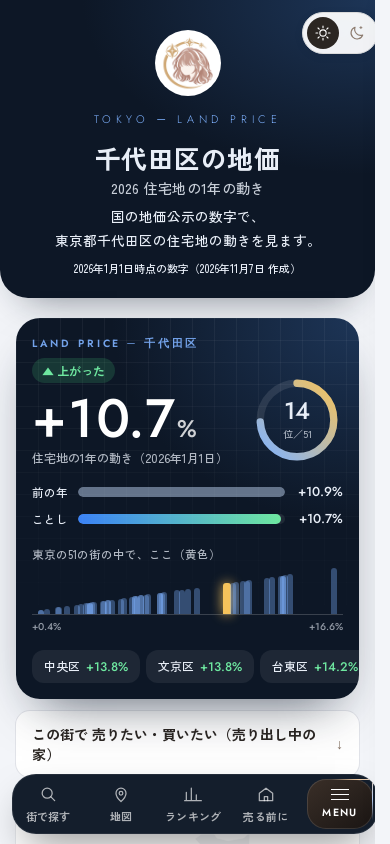 TOKYO — LAND PRICE
千代田区の地価
2026 住宅地の1年の動き
国の地価公示の数字で、
東京都千代田区の住宅地の動きを見ます。
2026年1月1日時点の数字（2026年11月7日 作成）
LAND PRICE — 千代田区
▲ 上がった
+10.7%
14
位／51
住宅地の1年の動き（2026年1月1日）
前の年 +10.9%
ことし +10.7%
東京の51の街の中で、ここ（黄色）
+0.4% +16.6%
中央区 +13.8% 文京区 +13.8% 台東区 +14.2%
この街で 売りたい・買いたい（売り出し中の
家） ↓
街で探す 地図 ランキング 売る前に MENU